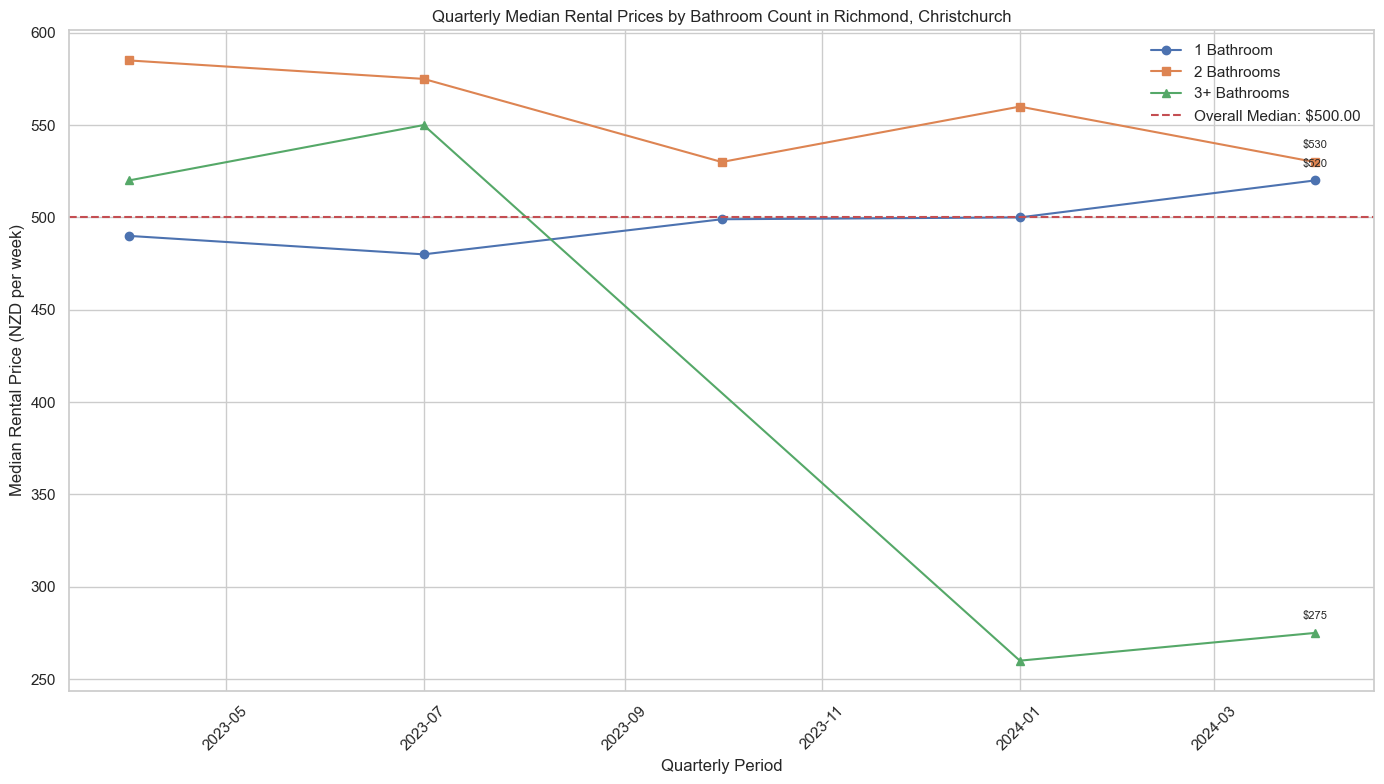 Quarterly Median Rental Prices by Bathroom Count in Richmond, Christchurch
600
550
500
450
400
350
300
250
Median Rental Price (NZD per week)
1 Bathroom
2 Bathrooms
3+ Bathrooms
Overall Median: $500.00
$530
$520
$275
2023-05
2023-07
2023-09
2023-11
2024-01
2024-03
Quarterly Period